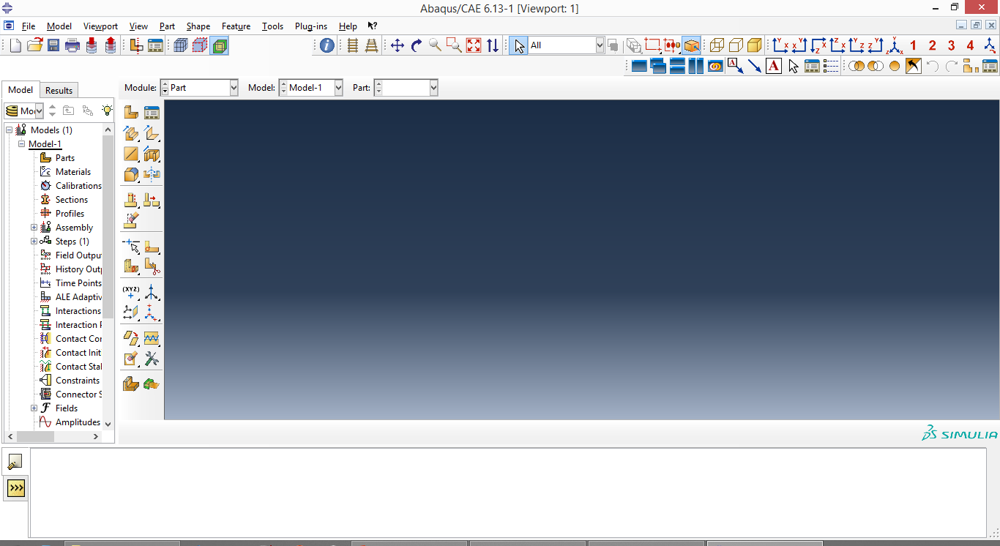 Abaqus/CAE 6.13-1 [Viewport: 1]
File Model Viewport View Part Shape Feature Tools Plug-ins Help
All
1 2 3 4
A A
Model Results
Module: Part Model: Model-1 Part:
Mod
Models (1)
Model-1
Parts
Materials
Calibrations
Sections
Profiles
Assembly
Steps (1)
Field Outpu
History Out
Time Points
ALE Adaptiv
Interactions
Interaction P
Contact Cor
Contact Init
Contact Stal
Constraints
Connector S
Fields
Amplitudes
(XYZ)
SIMULIA
>>>